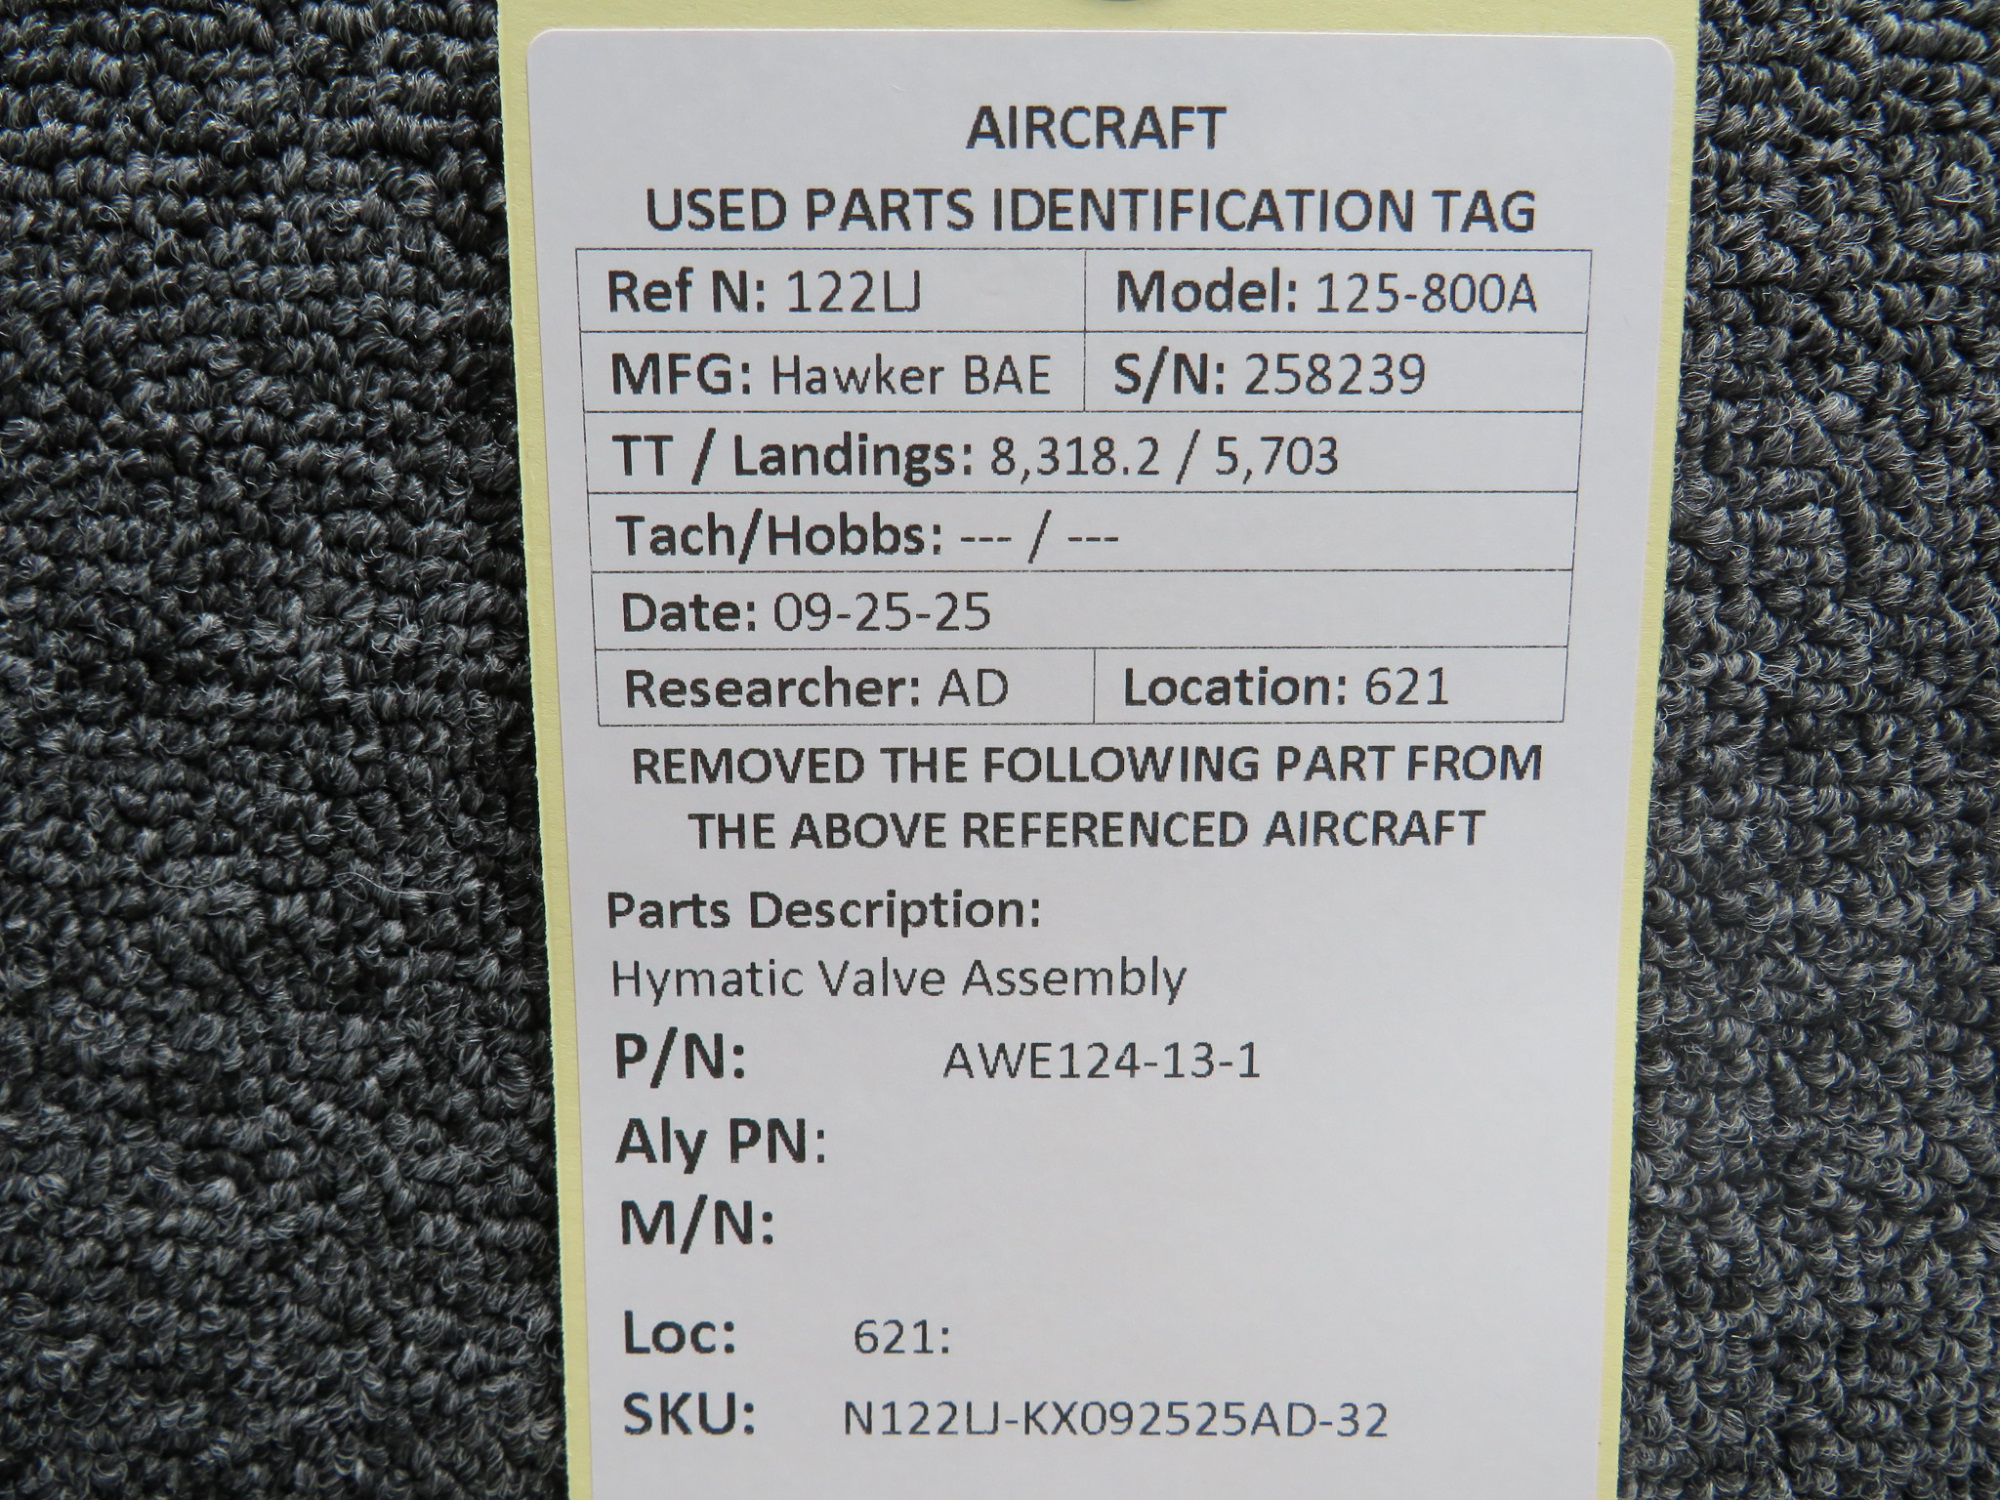 AIRCRAFT
USED PARTS IDENTIFICATION TAG
Ref N: 122LJ Model: 125-800A
MFG: Hawker BAE S/N: 258239
TT / Landings: 8,318.2 / 5,703
Tach/Hobbs: --- / ---
Date: 09-25-25
Researcher: AD Location: 621
REMOVED THE FOLLOWING PART FROM
THE ABOVE REFERENCED AIRCRAFT
Parts Description:
Hymatic Valve Assembly
P/N: AWE124-13-1
Aly PN:
M/N:
Loc: 621:
SKU: N122LJ-KX092525AD-32